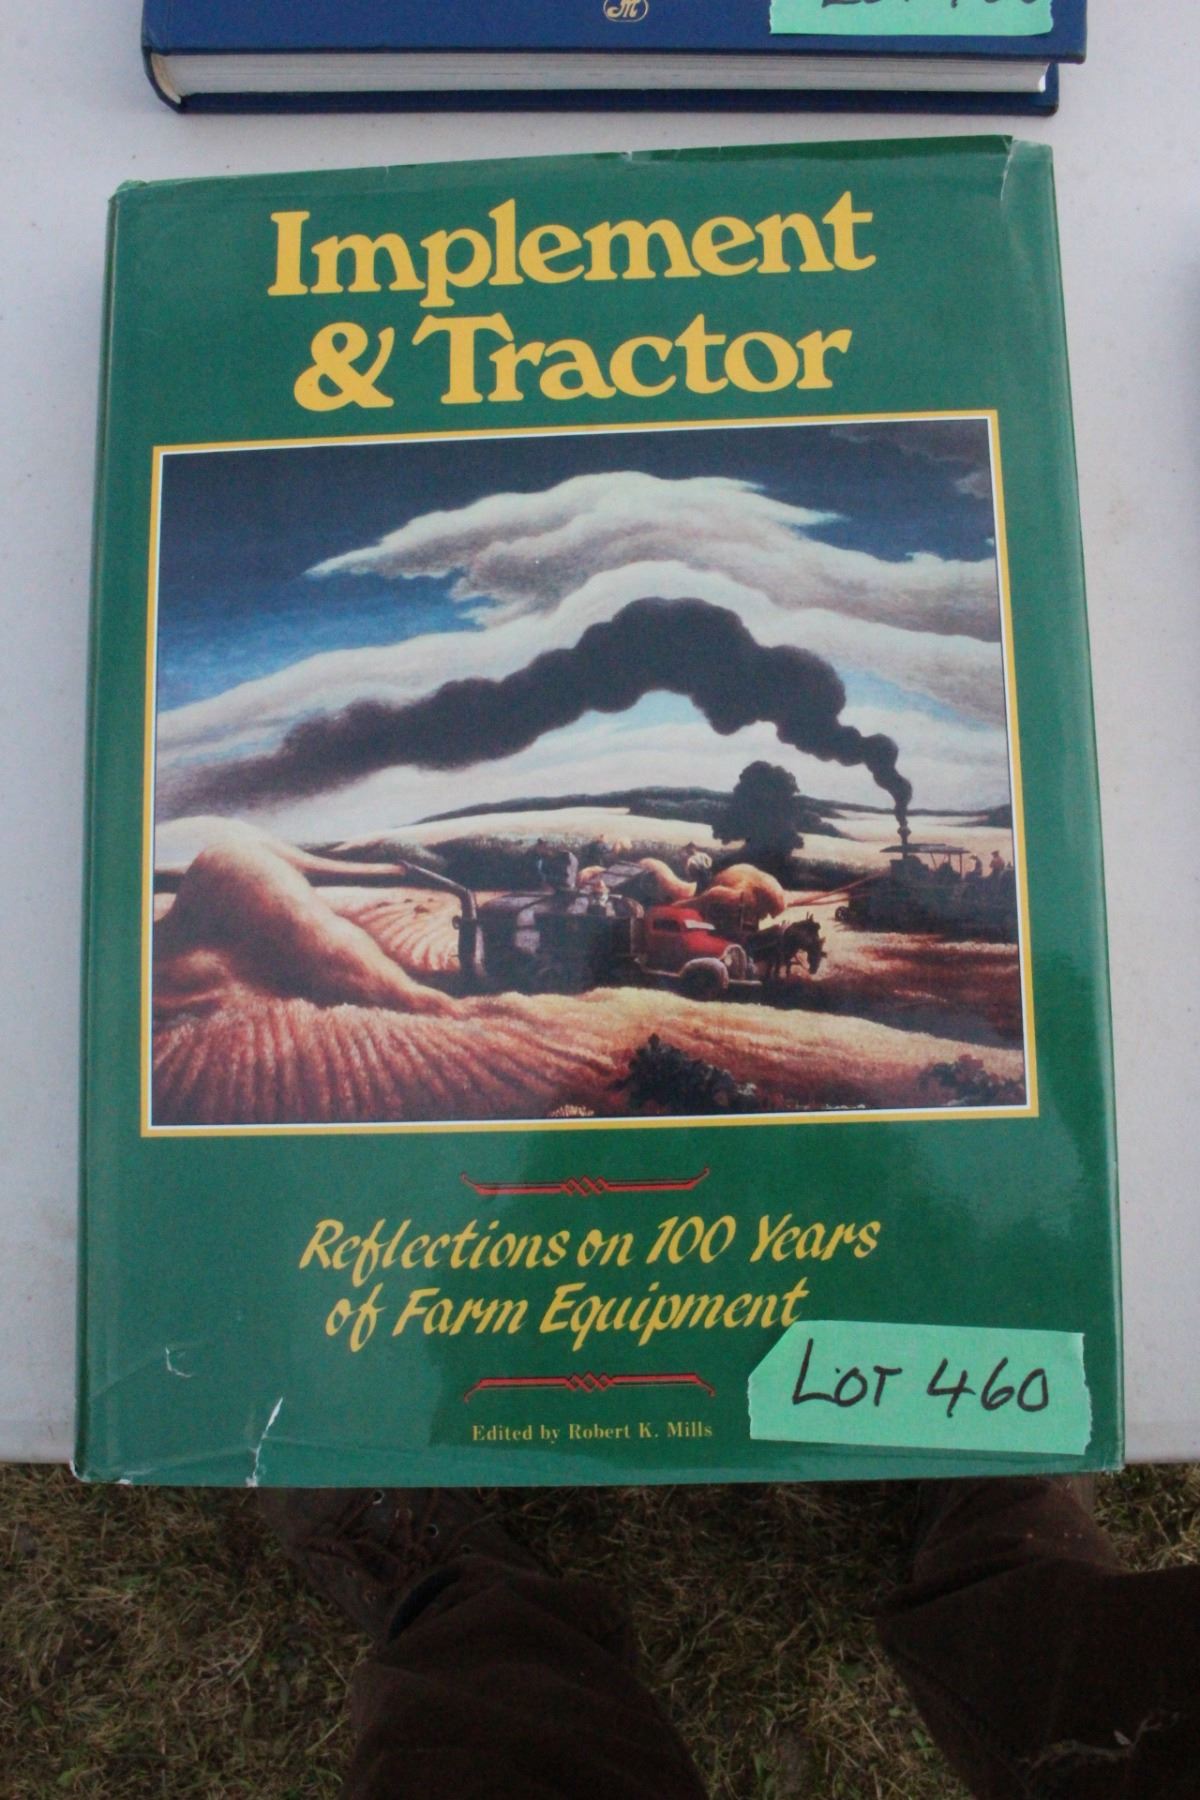 Implement
& Tractor
Reflections on 100 Years
of Farm Equipment
LOT 460
Edited by Robert K. Mills